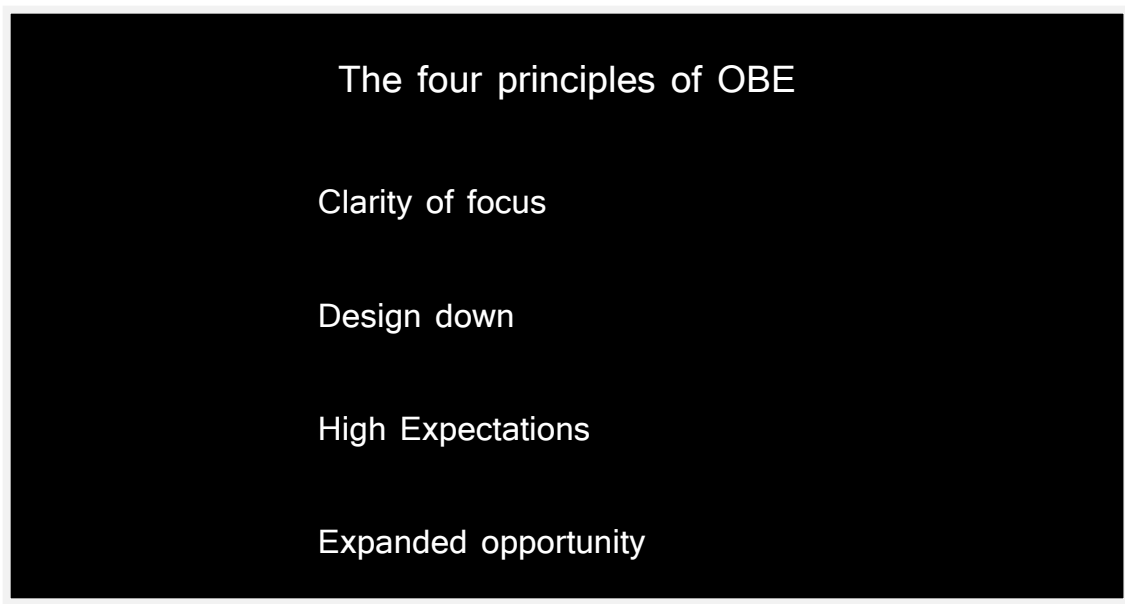 The four principles of OBE
Clarity of focus
Design down
High Expectations
Expanded opportunity